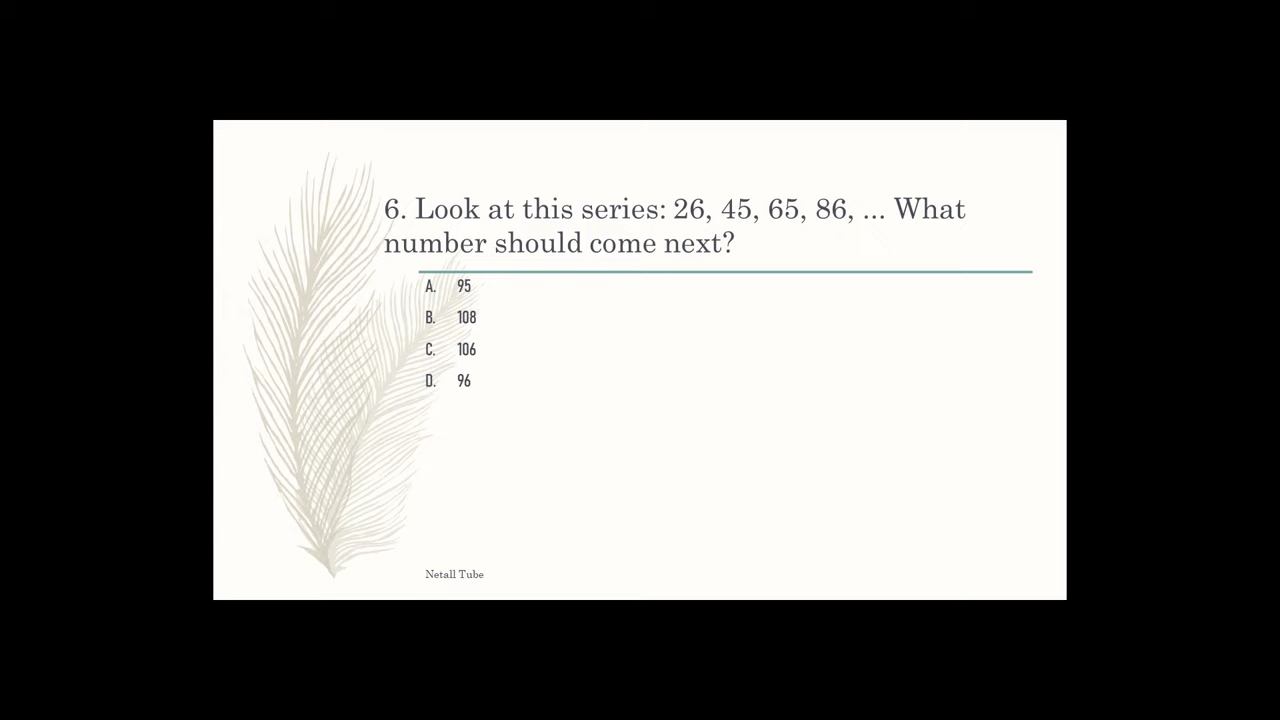 6. Look at this series: 26, 45, 65, 86, ... What
number should come next?
A. 95
B. 108
C. 106
D. 96
Netall Tube